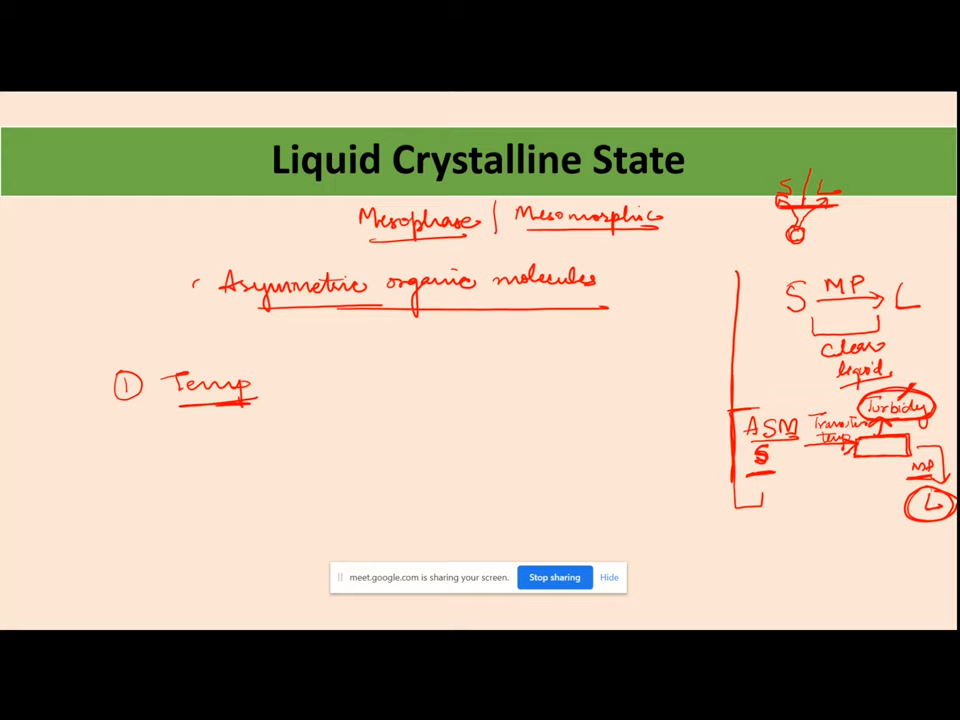 Liquid Crystalline State
Mesophase | Mesomorphic
S / L
Asymmetric organic molecules
S MP L
Clear
liquid
① Temp
Turbidy
ASM Transition
temp
S
MP
L
meet.google.com is sharing your screen. Stop sharing Hide